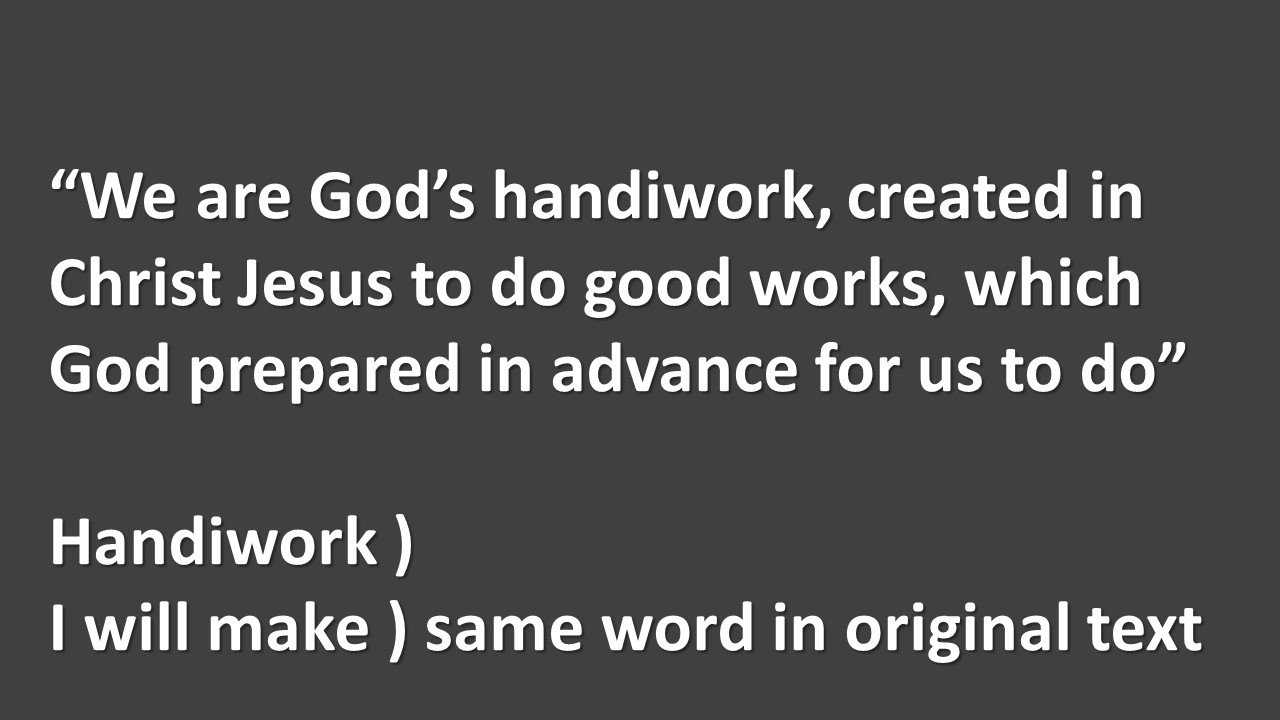 “We are God’s handiwork, created in
Christ Jesus to do good works, which
God prepared in advance for us to do”
Handiwork )
I will make ) same word in original text